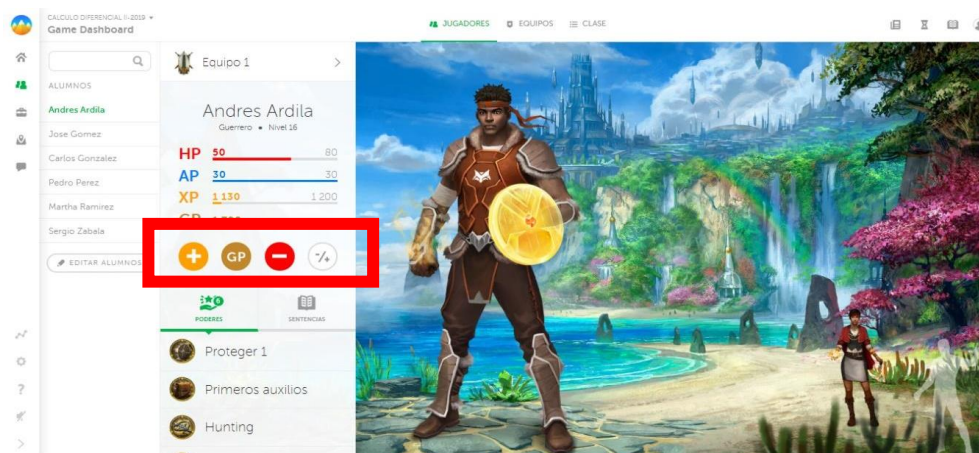 CALCULO DIFERENCIAL II-2019
Game Dashboard
JUGADORES
EQUIPOS
CLASE
ALUMNOS
Andres Ardila
Jose Gomez
Carlos Gonzalez
Pedro Perez
Martha Ramirez
Sergio Zabala
EDITAR ALUMNOS
Equipo 1
Andres Ardila
Guerrero • Nivel 16
HP 50 80
AP 30 30
XP 1 130 1 200
GP
+ GP − -/+
PODERES
SENTENCIAS
Proteger 1
Primeros auxilios
Hunting